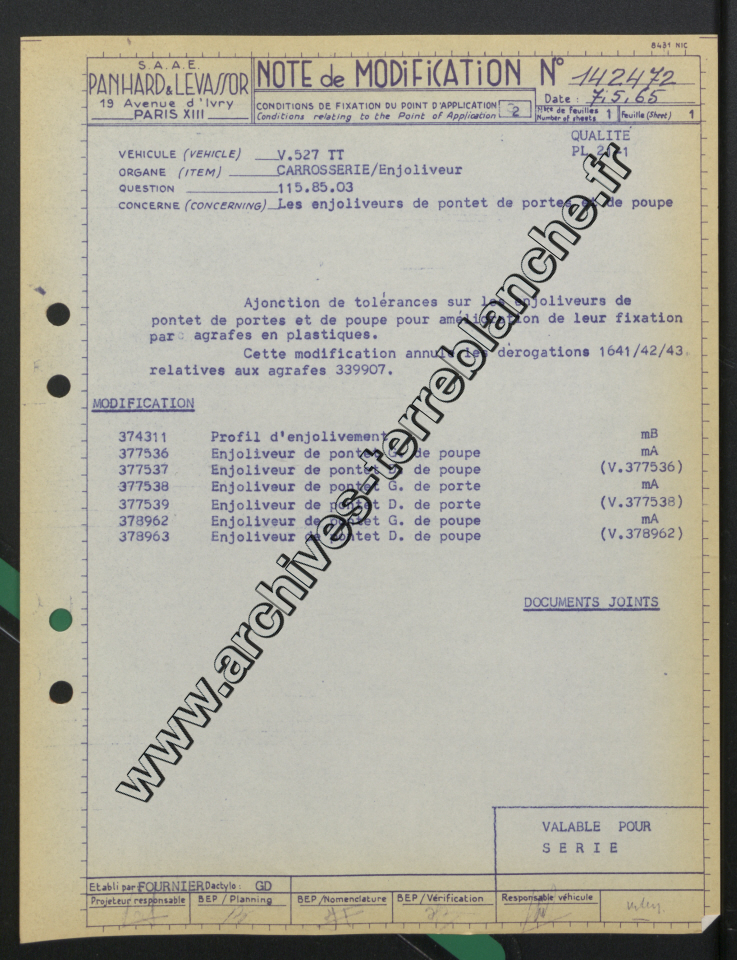 8431 NIC
S.A.A.E.
PANHARD & LEVASSOR
19 Avenue d'Ivry
PARIS XIII
NOTE de MODIFICATION N° 142472
Date : 7.5.65
CONDITIONS DE FIXATION DU POINT D'APPLICATION 2
Conditions relating to the Point of Application
Nbre de feuilles 1
Number of sheets
Feuille (Sheet) 1
QUALITE
PL
VEHICULE (VEHICLE) V.527 TT
ORGANE (ITEM) CARROSSERIE/Enjoliveur
QUESTION 115.85.03
CONCERNE (CONCERNING) Les enjoliveurs de pontet de portes et de poupe
Ajonction de tolérances sur les enjoliveurs de
pontet de portes et de poupe pour amélioration de leur fixation
par agrafes en plastiques.
Cette modification annule les dérogations 1641/42/43,
relatives aux agrafes 339907.
MODIFICATION
374311 Profil d'enjolivement mB
377536 Enjoliveur de pontet G. de poupe mA
377537 Enjoliveur de pontet D. de poupe (V.377536)
377538 Enjoliveur de pontet G. de porte mA
377539 Enjoliveur de pontet D. de porte (V.377538)
378962 Enjoliveur de pontet G. de poupe mA
378963 Enjoliveur de pontet D. de poupe (V.378962)
DOCUMENTS JOINTS
www.archives-terreblanche.fr
VALABLE POUR
SERIE
Etabli par FOURNIER Dactylo : GD
Projeteur responsable
BEP / Planning
BEP / Nomenclature
BEP / Vérification
Responsable véhicule